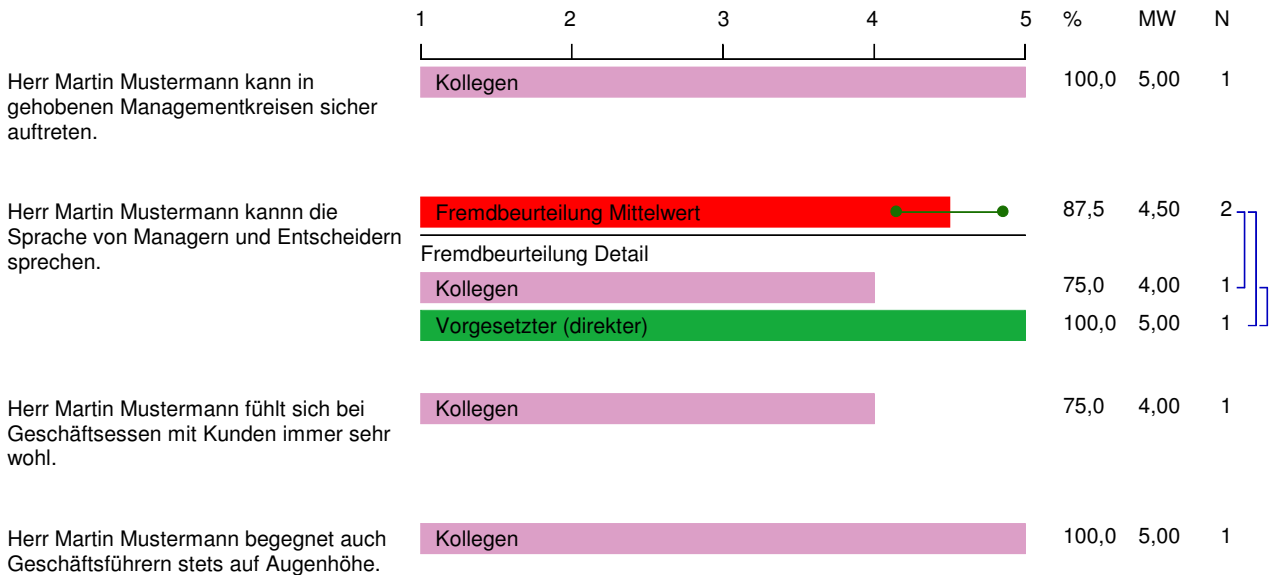 1 2 3 4 5 % MW N
Herr Martin Mustermann kann in
gehobenen Managementkreisen sicher
auftreten.
Kollegen 100,0 5,00 1
Herr Martin Mustermann kannn die
Sprache von Managern und Entscheidern
sprechen.
Fremdbeurteilung Mittelwert 87,5 4,50 2
Fremdbeurteilung Detail
Kollegen 75,0 4,00 1
Vorgesetzter (direkter) 100,0 5,00 1
Herr Martin Mustermann fühlt sich bei
Geschäftsessen mit Kunden immer sehr
wohl.
Kollegen 75,0 4,00 1
Herr Martin Mustermann begegnet auch
Geschäftsführern stets auf Augenhöhe.
Kollegen 100,0 5,00 1